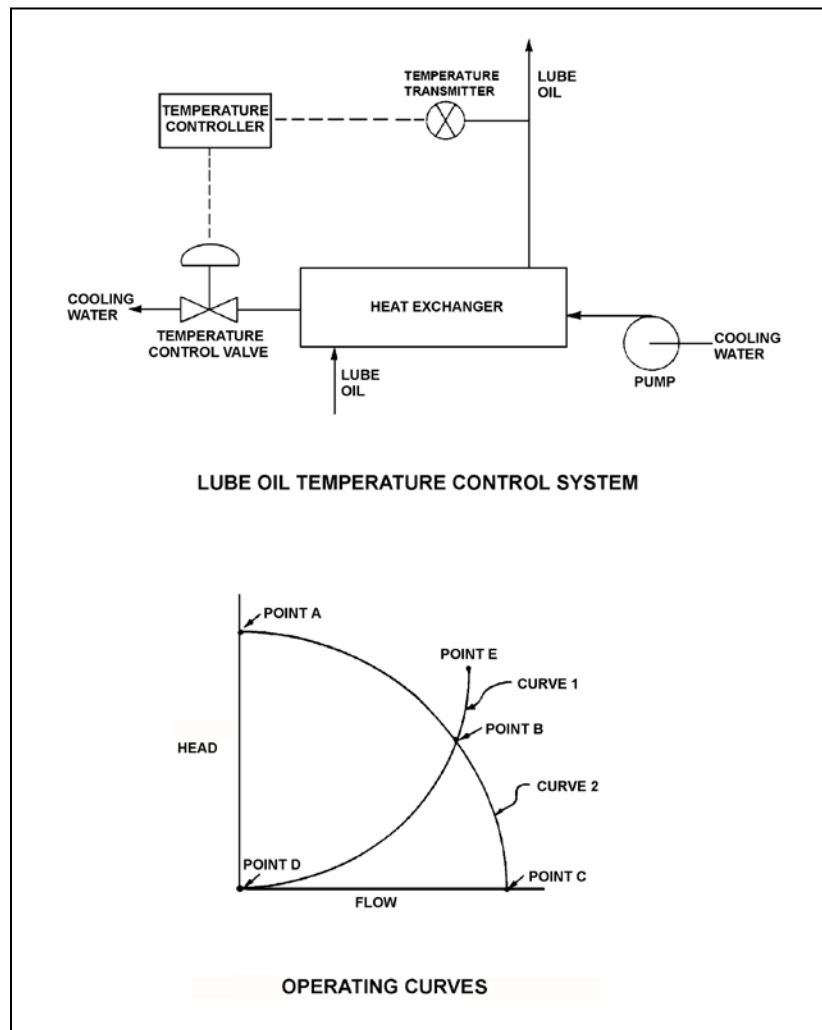 TEMPERATURE
TRANSMITTER
LUBE
OIL
TEMPERATURE
CONTROLLER
COOLING
WATER
TEMPERATURE
CONTROL VALVE
HEAT EXCHANGER
LUBE
OIL
COOLING
WATER
PUMP
LUBE OIL TEMPERATURE CONTROL SYSTEM
POINT A
POINT E
CURVE 1
POINT B
HEAD
CURVE 2
POINT D
POINT C
FLOW
OPERATING CURVES